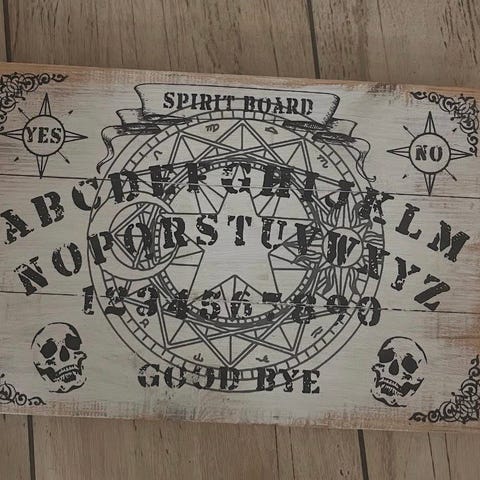 SPIRIT BOARD
YES NO
ABCDEFGHIJKLM
NOPQRSTUVWXYZ
1234567890
GOOD BYE